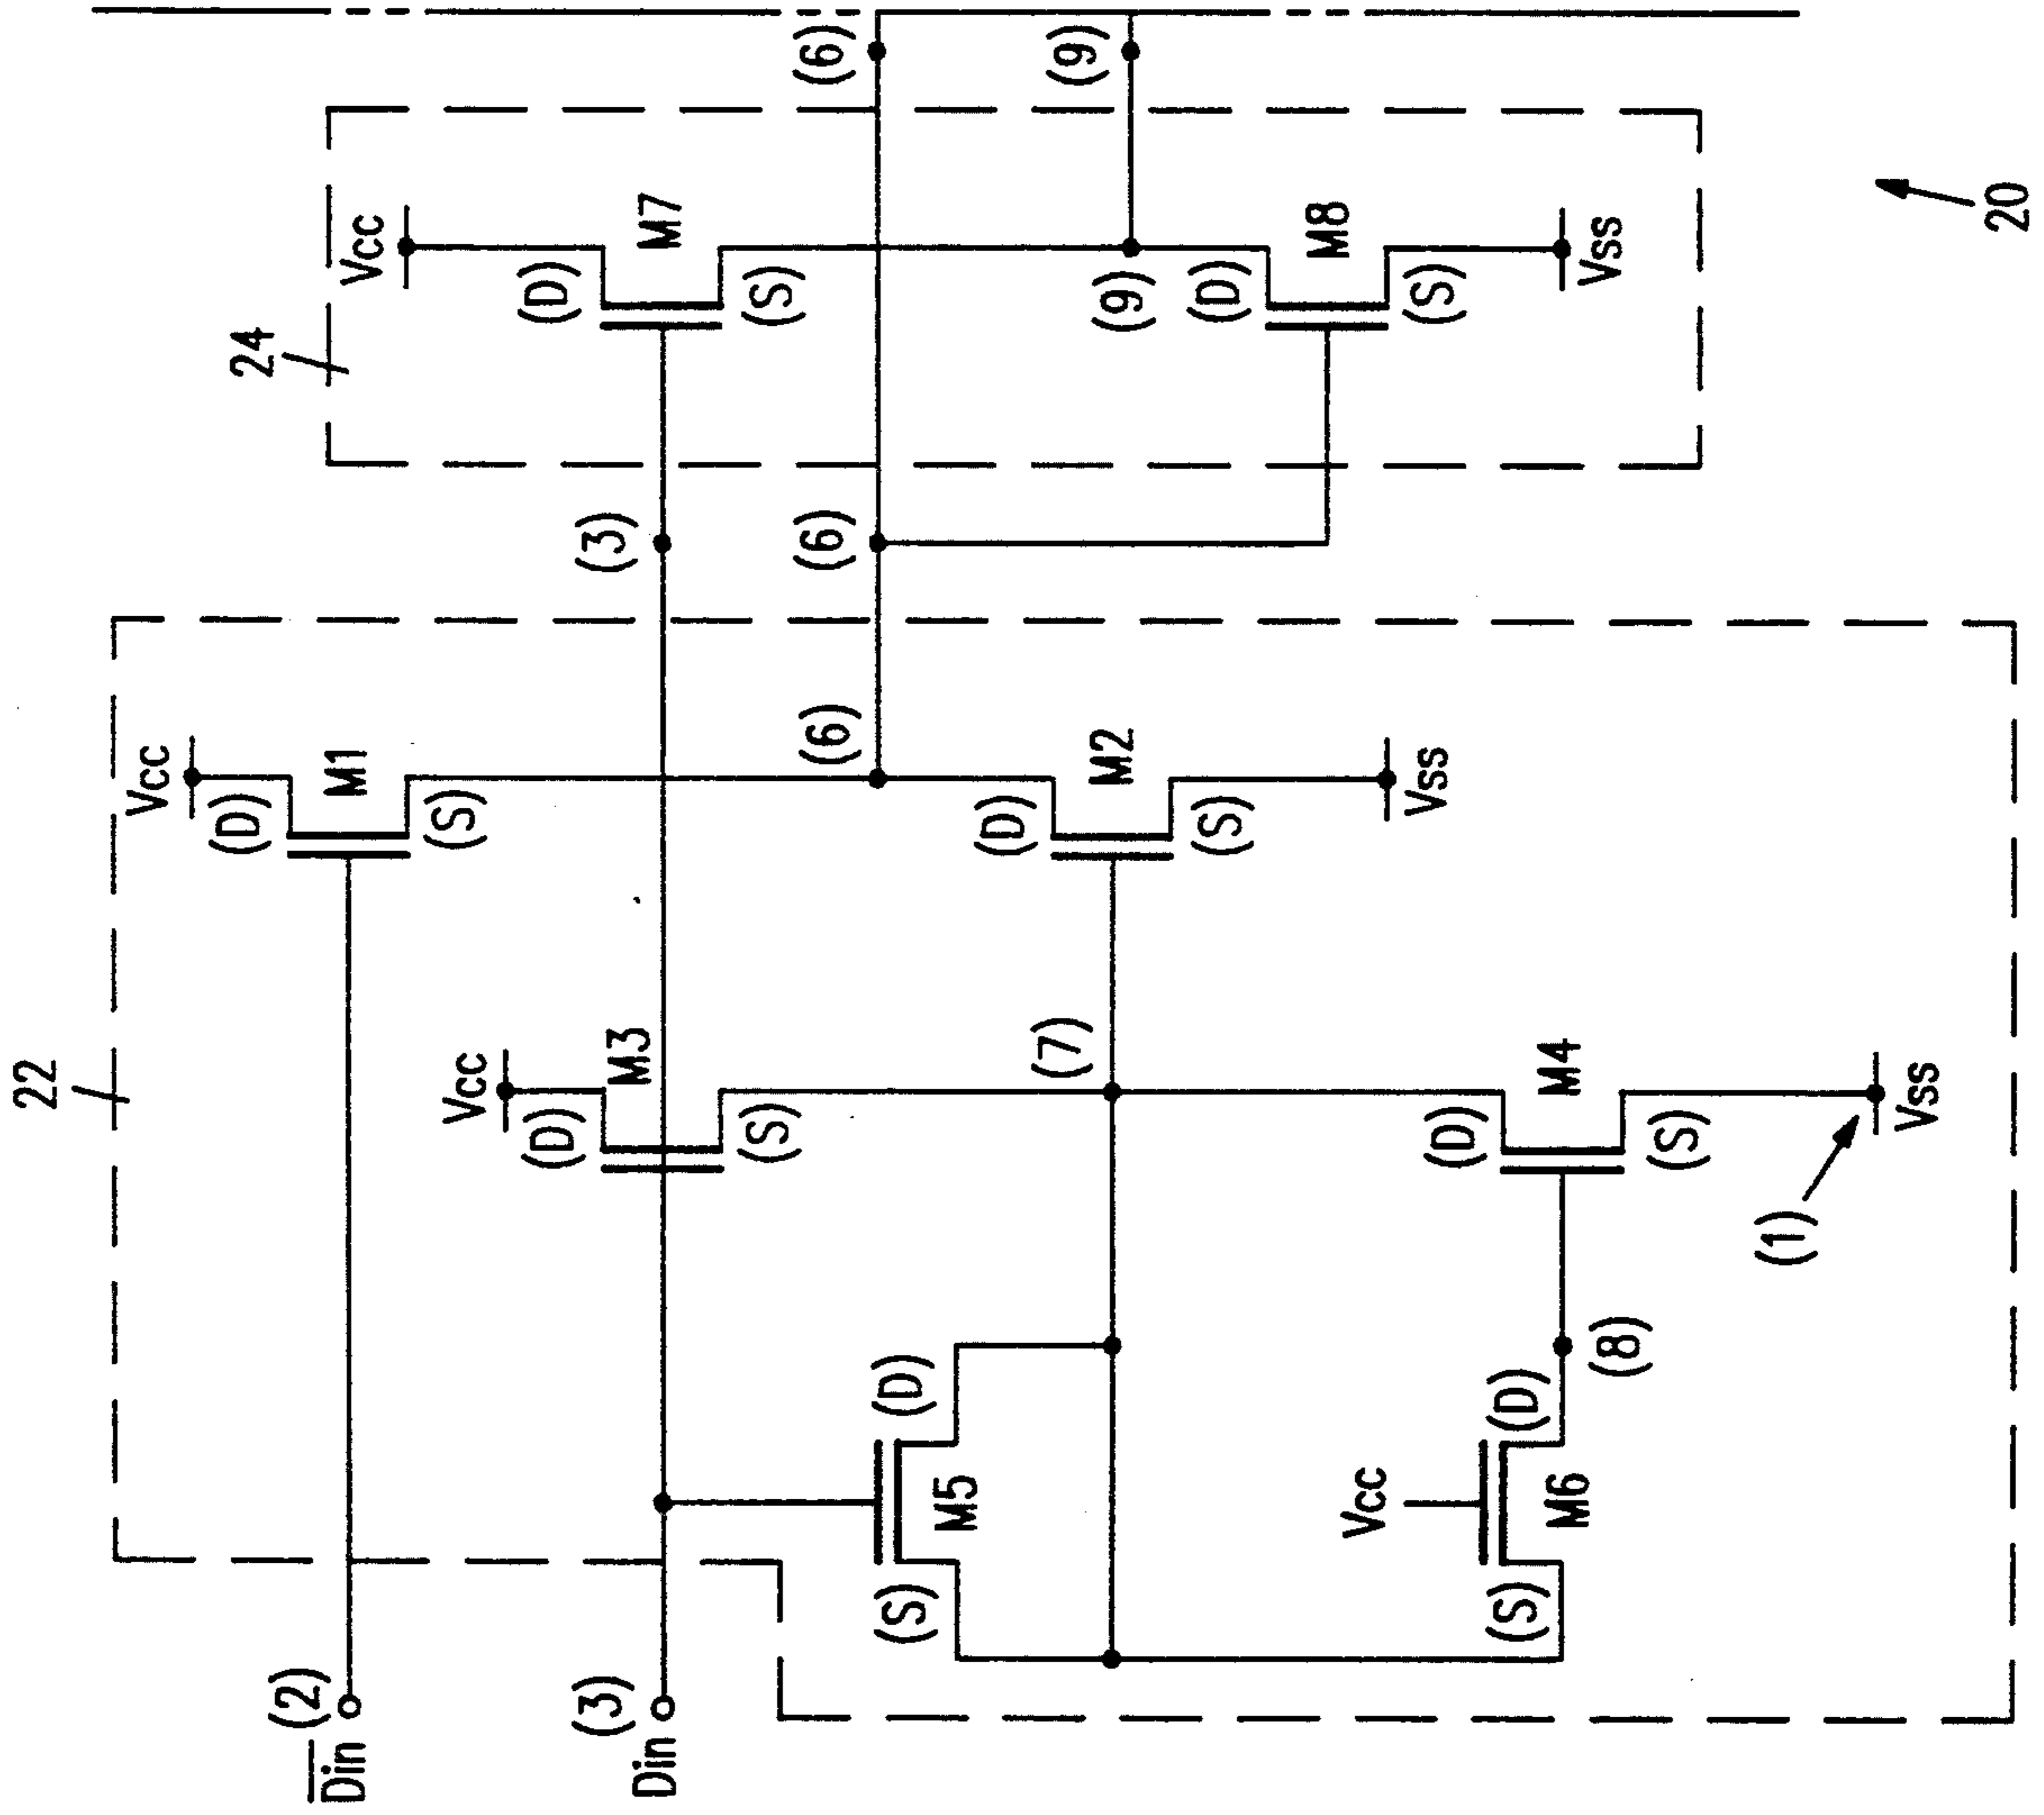 22
24
20
Vcc
(D)
M1
(S)
(6)
(D)
M2
(S)
Vss
Vcc
(D)
M3
(S)
(7)
(D)
M4
(S)
Vss
(1)
(S)
M5
(D)
Vcc
(S)
M6
(D)
(8)
(2)
Din
(3)
Din
(3)
(6)
(6)
(9)
Vcc
(D)
M7
(S)
(9)
(D)
M8
(S)
Vss